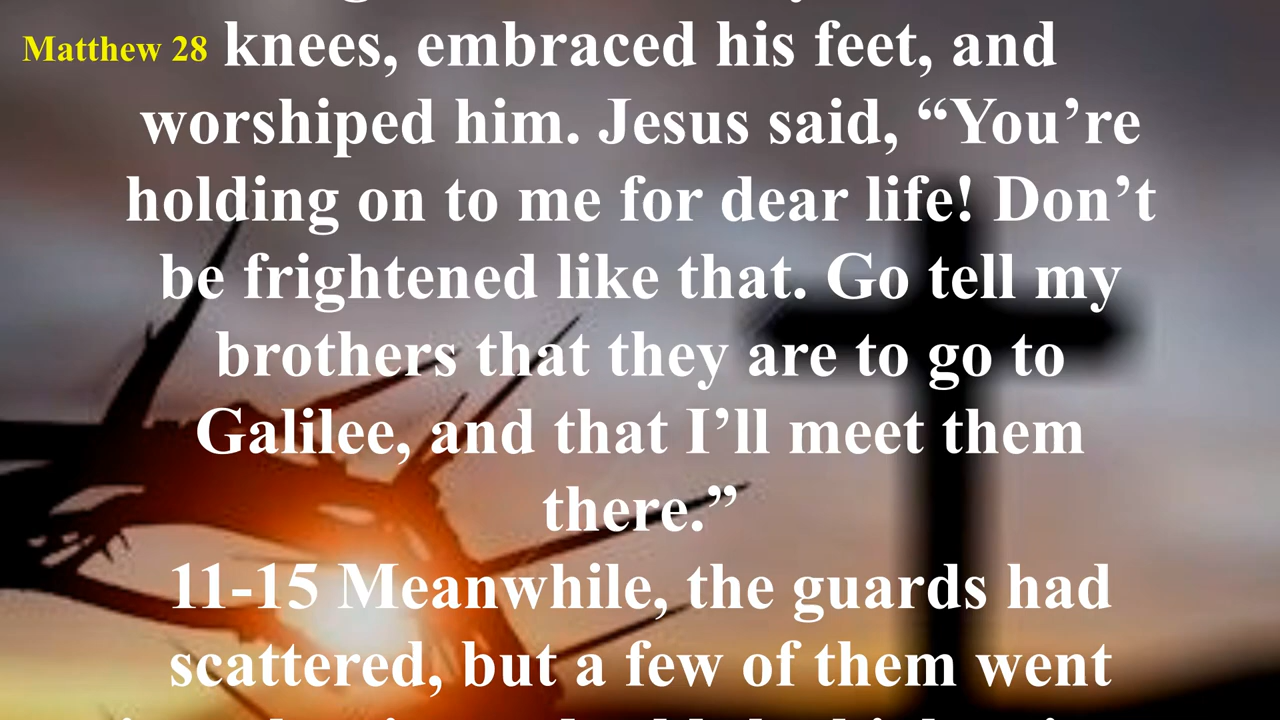 Matthew 28
knees, embraced his feet, and
worshiped him. Jesus said, “You’re
holding on to me for dear life! Don’t
be frightened like that. Go tell my
brothers that they are to go to
Galilee, and that I’ll meet them
there.”
11-15 Meanwhile, the guards had
scattered, but a few of them went